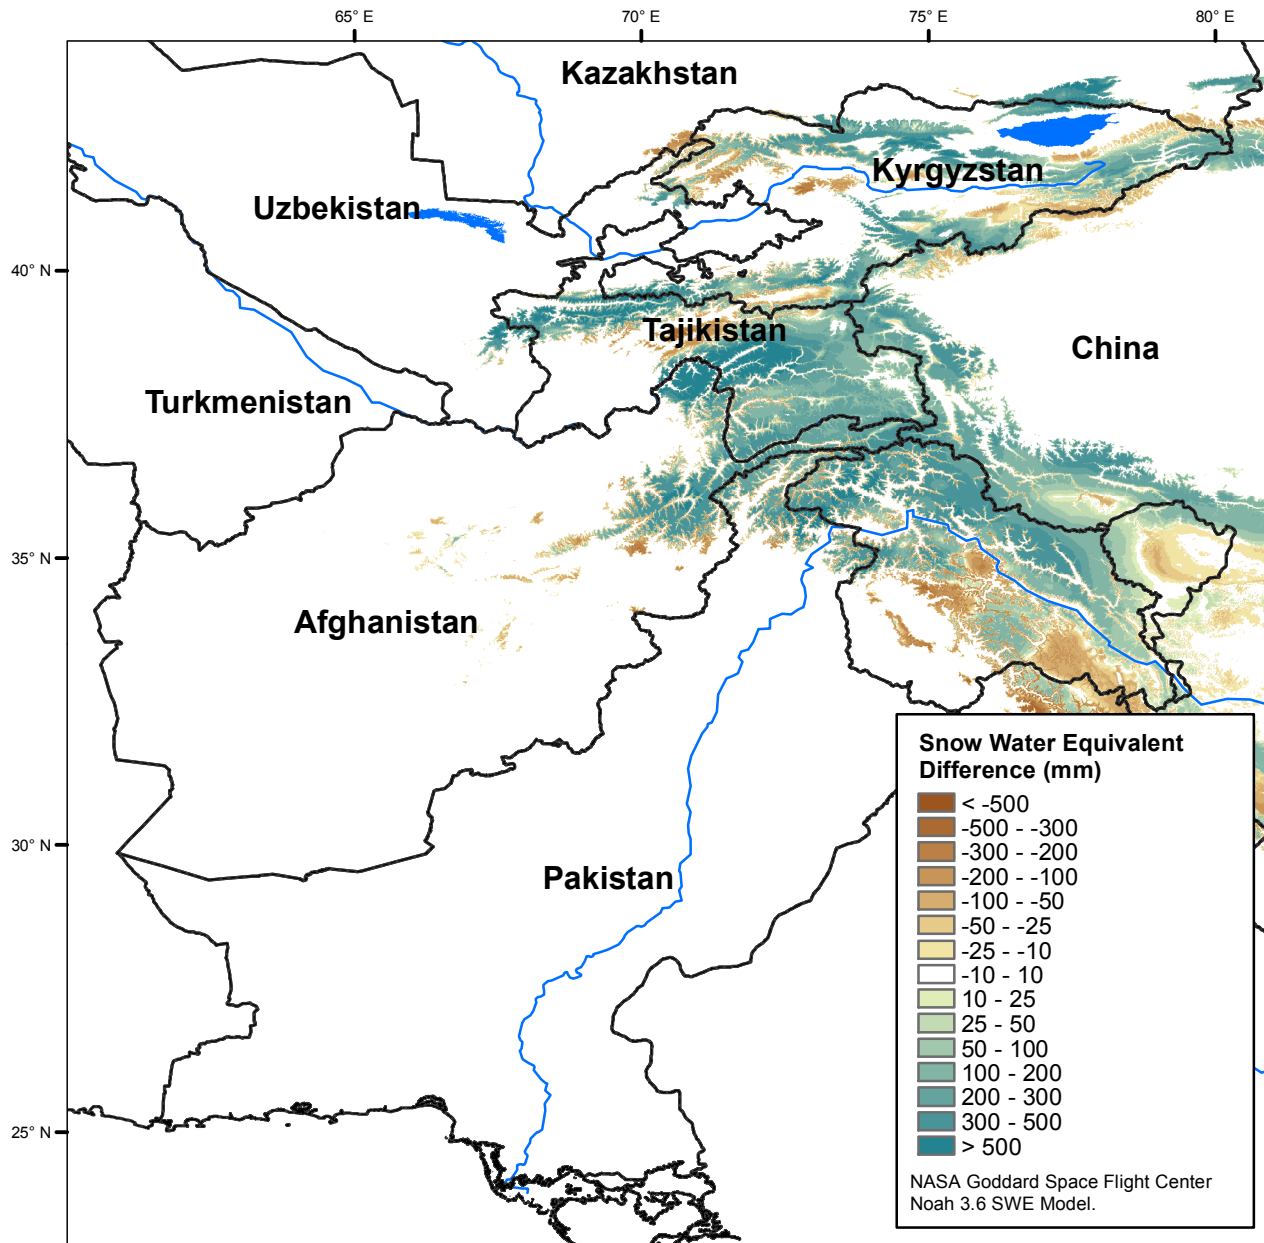 65° E
70° E
75° E
80° E
Kazakhstan
Kyrgyzstan
Uzbekistan
40° N
Tajikistan
China
Turkmenistan
35° N
Afghanistan
30° N
Pakistan
25° N
Snow Water Equivalent
Difference (mm)
< -500
-500 - -300
-300 - -200
-200 - -100
-100 - -50
-50 - -25
-25 - -10
-10 - 10
10 - 25
25 - 50
50 - 100
100 - 200
200 - 300
300 - 500
> 500
NASA Goddard Space Flight Center
Noah 3.6 SWE Model.